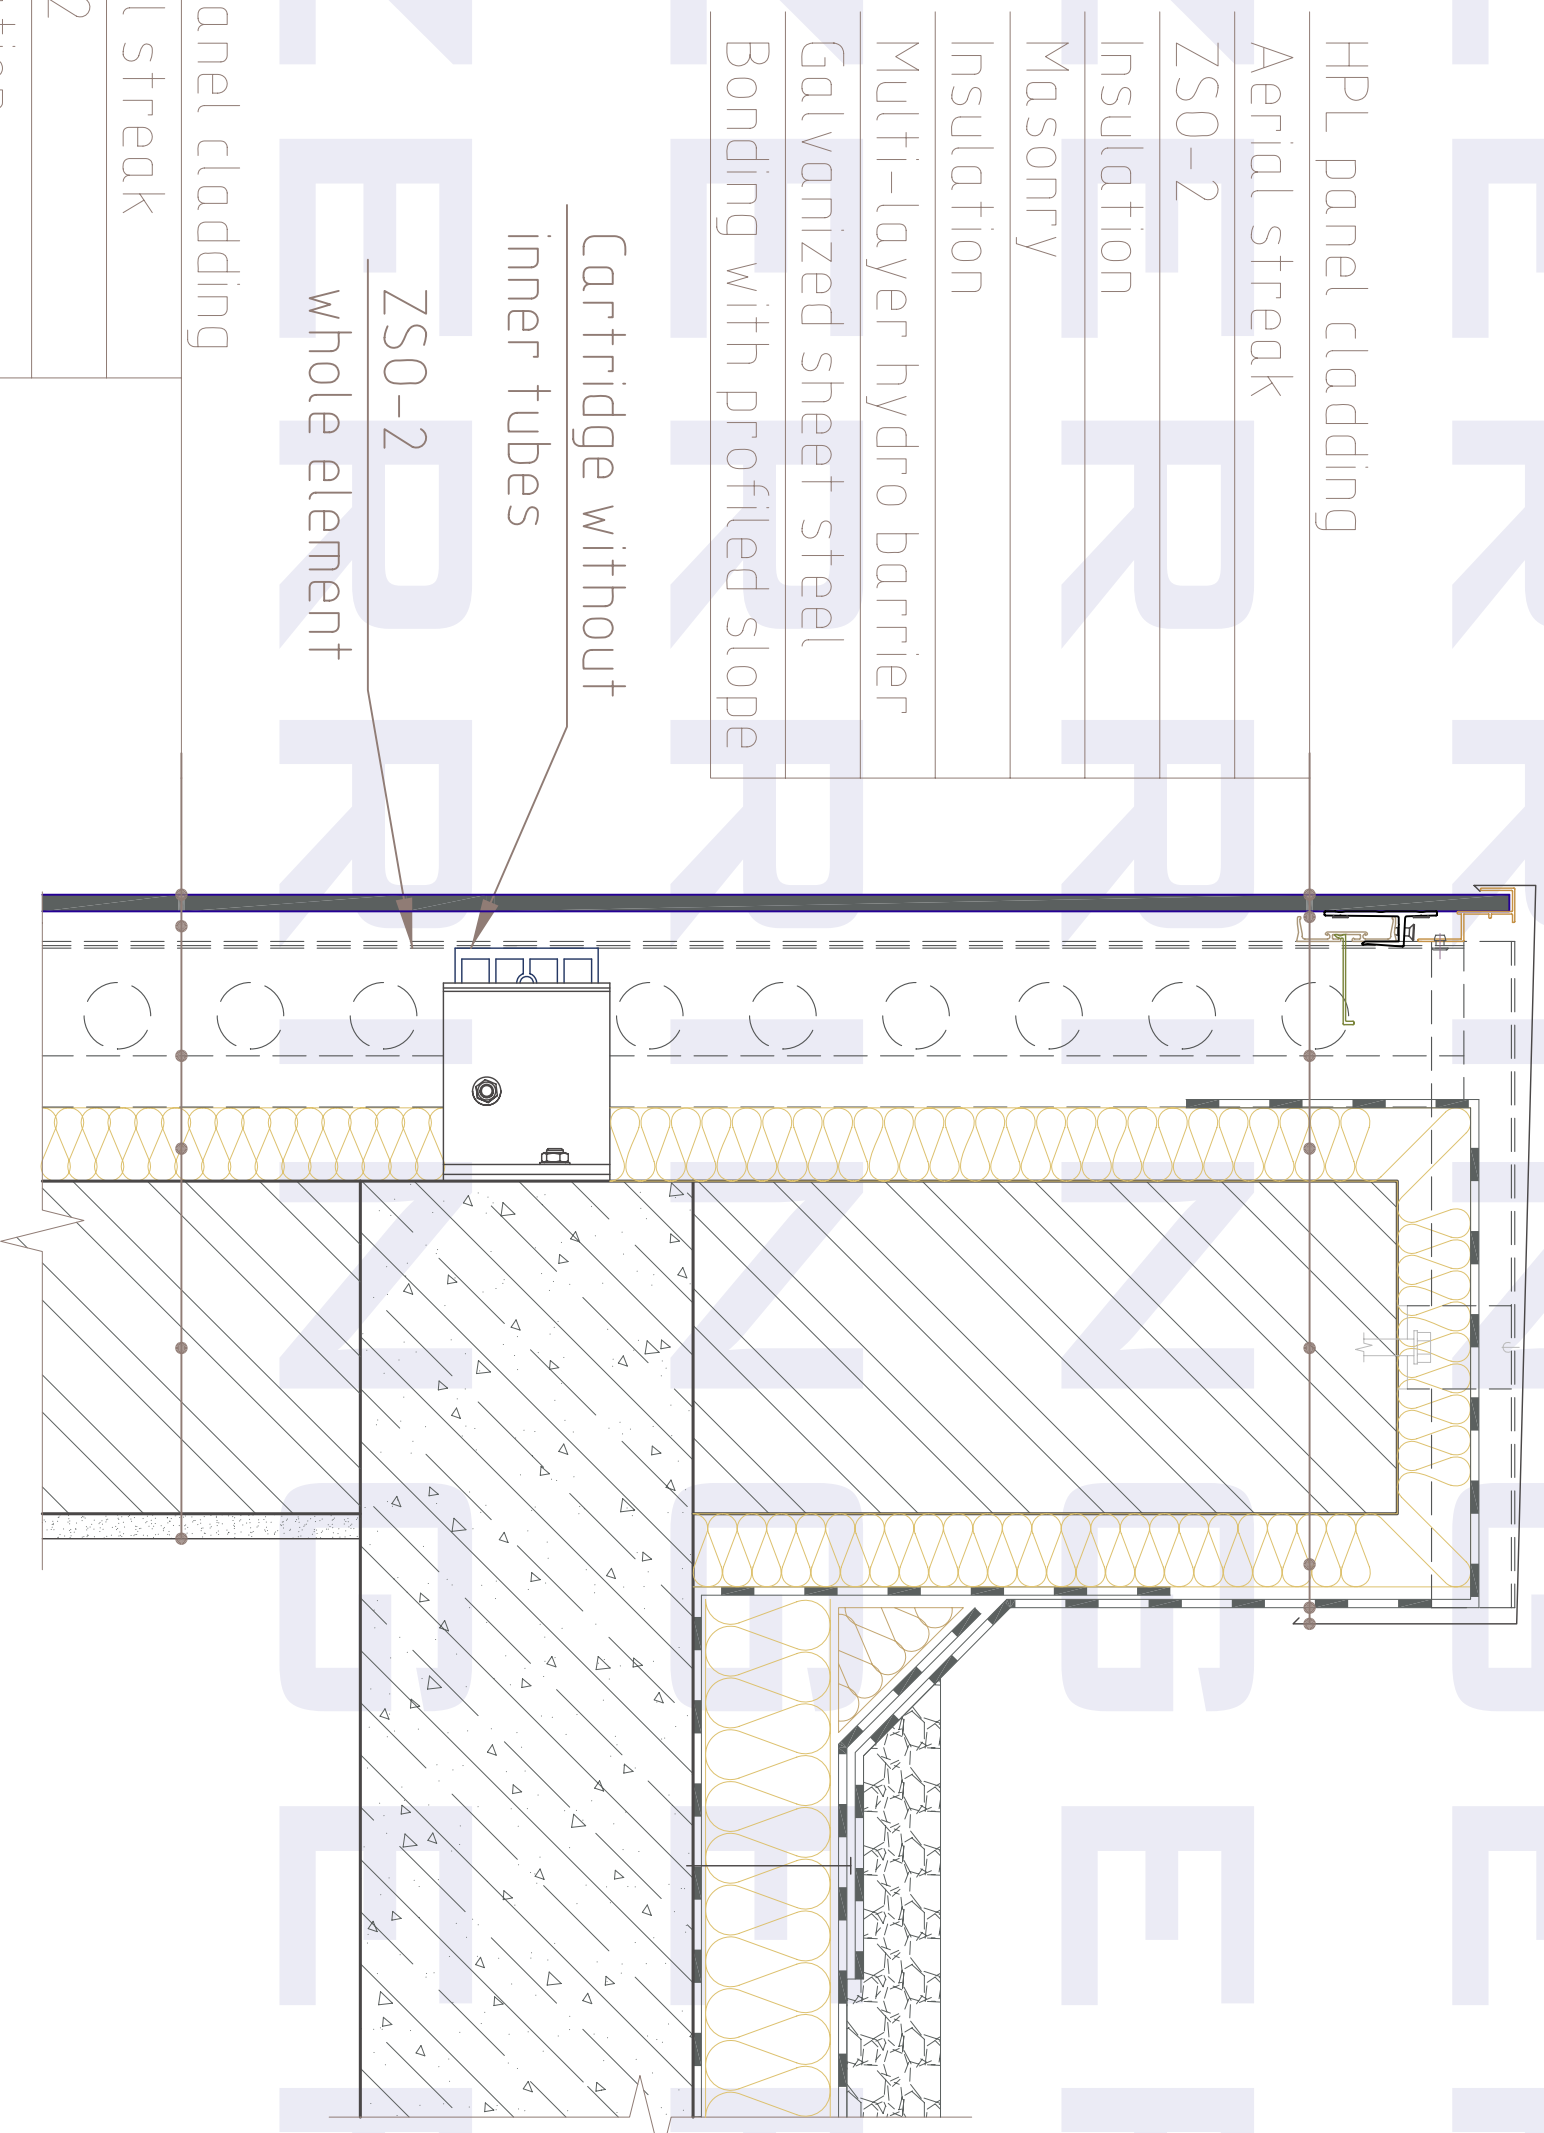 HPL panel cladding
Aerial streak
ZSO-2
Insulation
Masonry
Insulation
Multi-layer hydro barrier
Galvanized sheet steel
Bonding with profiled slope
Cartridge without
inner tubes
ZSO-2
whole element
anel cladding
l streak
2
tion